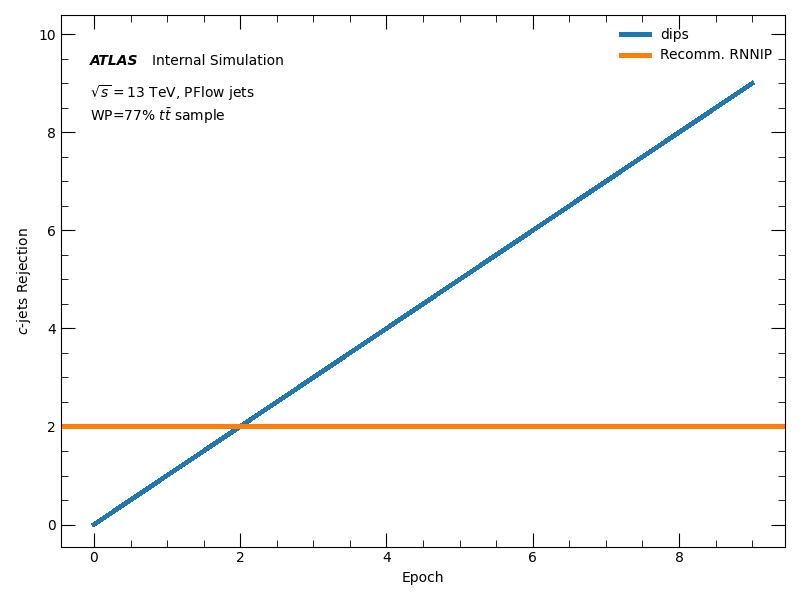 10
8
6
4
2
0
c-jets Rejection
ATLAS Internal Simulation
√s = 13 TeV, PFlow jets
WP=77% tt̄ sample
dips
Recomm. RNNIP
0 2 4 6 8
Epoch